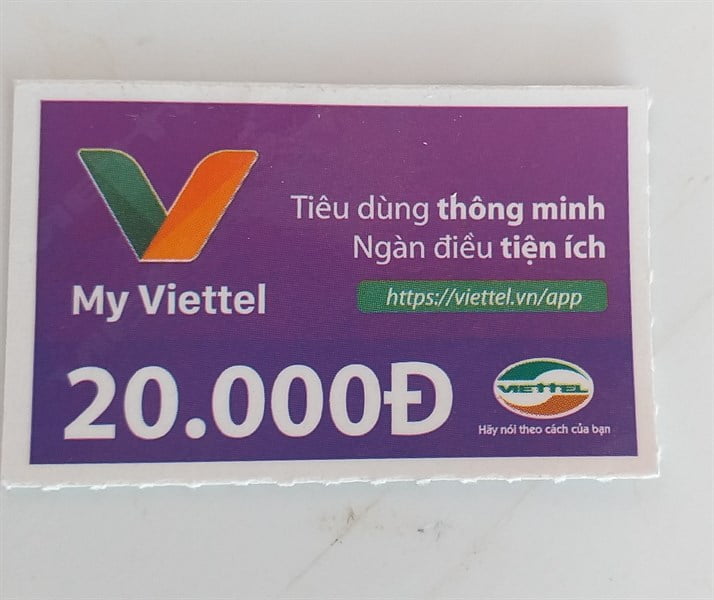 Tiêu dùng thông minh
Ngàn điều tiện ích
https://viettel.vn/app
My Viettel
20.000Đ
VIETTEL
Hãy nói theo cách của bạn